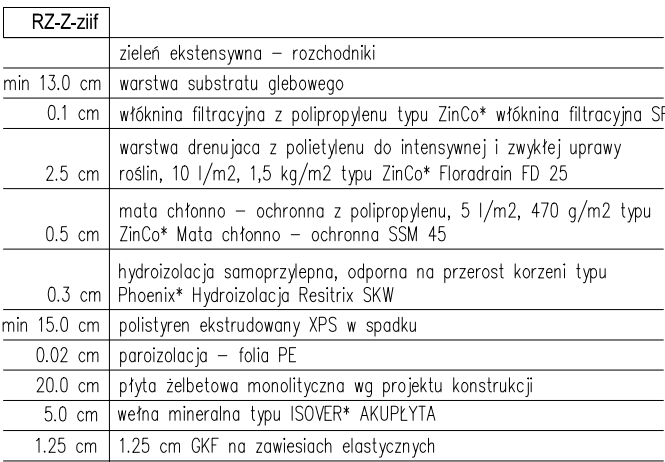 RZ-Z-ziif
zieleń ekstensywna – rozchodniki
min 13.0 cm warstwa substratu glebowego
0.1 cm włóknina filtracyjna z polipropylenu typu ZinCo* włóknina filtracyjna SF
warstwa drenujaca z polietylenu do intensywnej i zwykłej uprawy
2.5 cm roślin, 10 l/m2, 1,5 kg/m2 typu ZinCo* Floradrain FD 25
mata chłonno – ochronna z polipropylenu, 5 l/m2, 470 g/m2 typu
0.5 cm ZinCo* Mata chłonno – ochronna SSM 45
hydroizolacja samoprzylepna, odporna na przerost korzeni typu
0.3 cm Phoenix* Hydroizolacja Resitrix SKW
min 15.0 cm polistyren ekstrudowany XPS w spadku
0.02 cm paroizolacja – folia PE
20.0 cm płyta żelbetowa monolityczna wg projektu konstrukcji
5.0 cm wełna mineralna typu ISOVER* AKUPŁYTA
1.25 cm 1.25 cm GKF na zawiesiach elastycznych